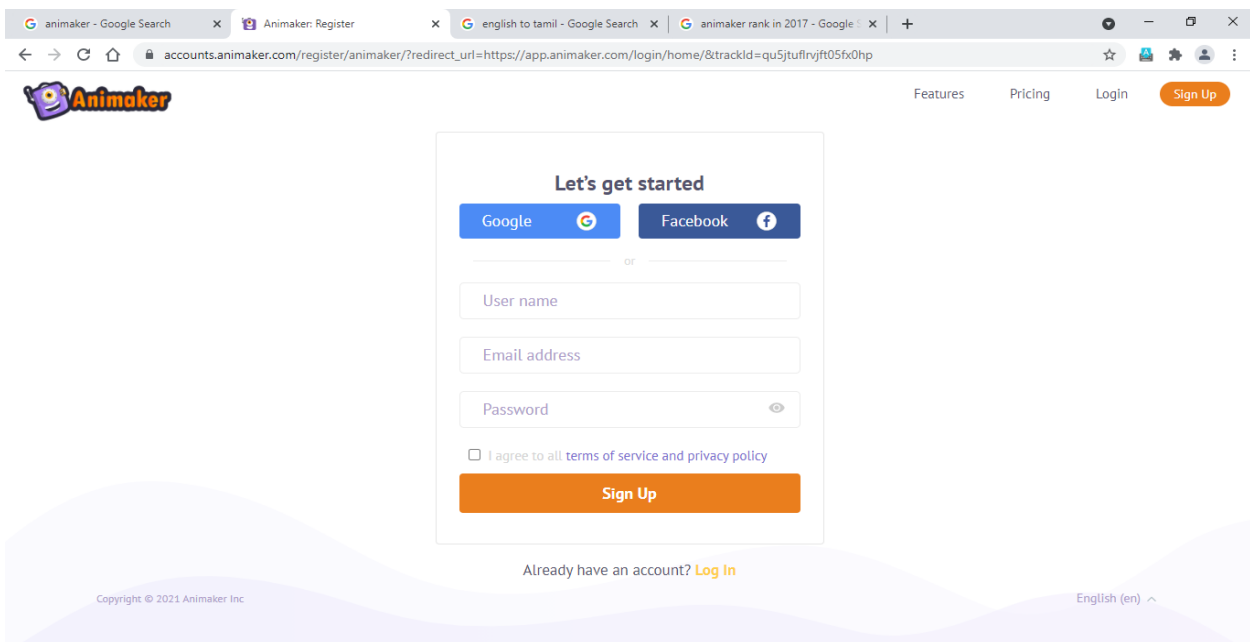 animaker - Google Search
Animaker: Register
english to tamil - Google Search
animaker rank in 2017 - Google S
accounts.animaker.com/register/animaker/?redirect_url=https://app.animaker.com/login/home/&trackId=qu5jtuflrvjft05fx0hp
Animaker
Features Pricing Login Sign Up
Let's get started
Google Facebook
or
User name
Email address
Password
I agree to all terms of service and privacy policy
Sign Up
Already have an account? Log In
Copyright © 2021 Animaker Inc English (en)